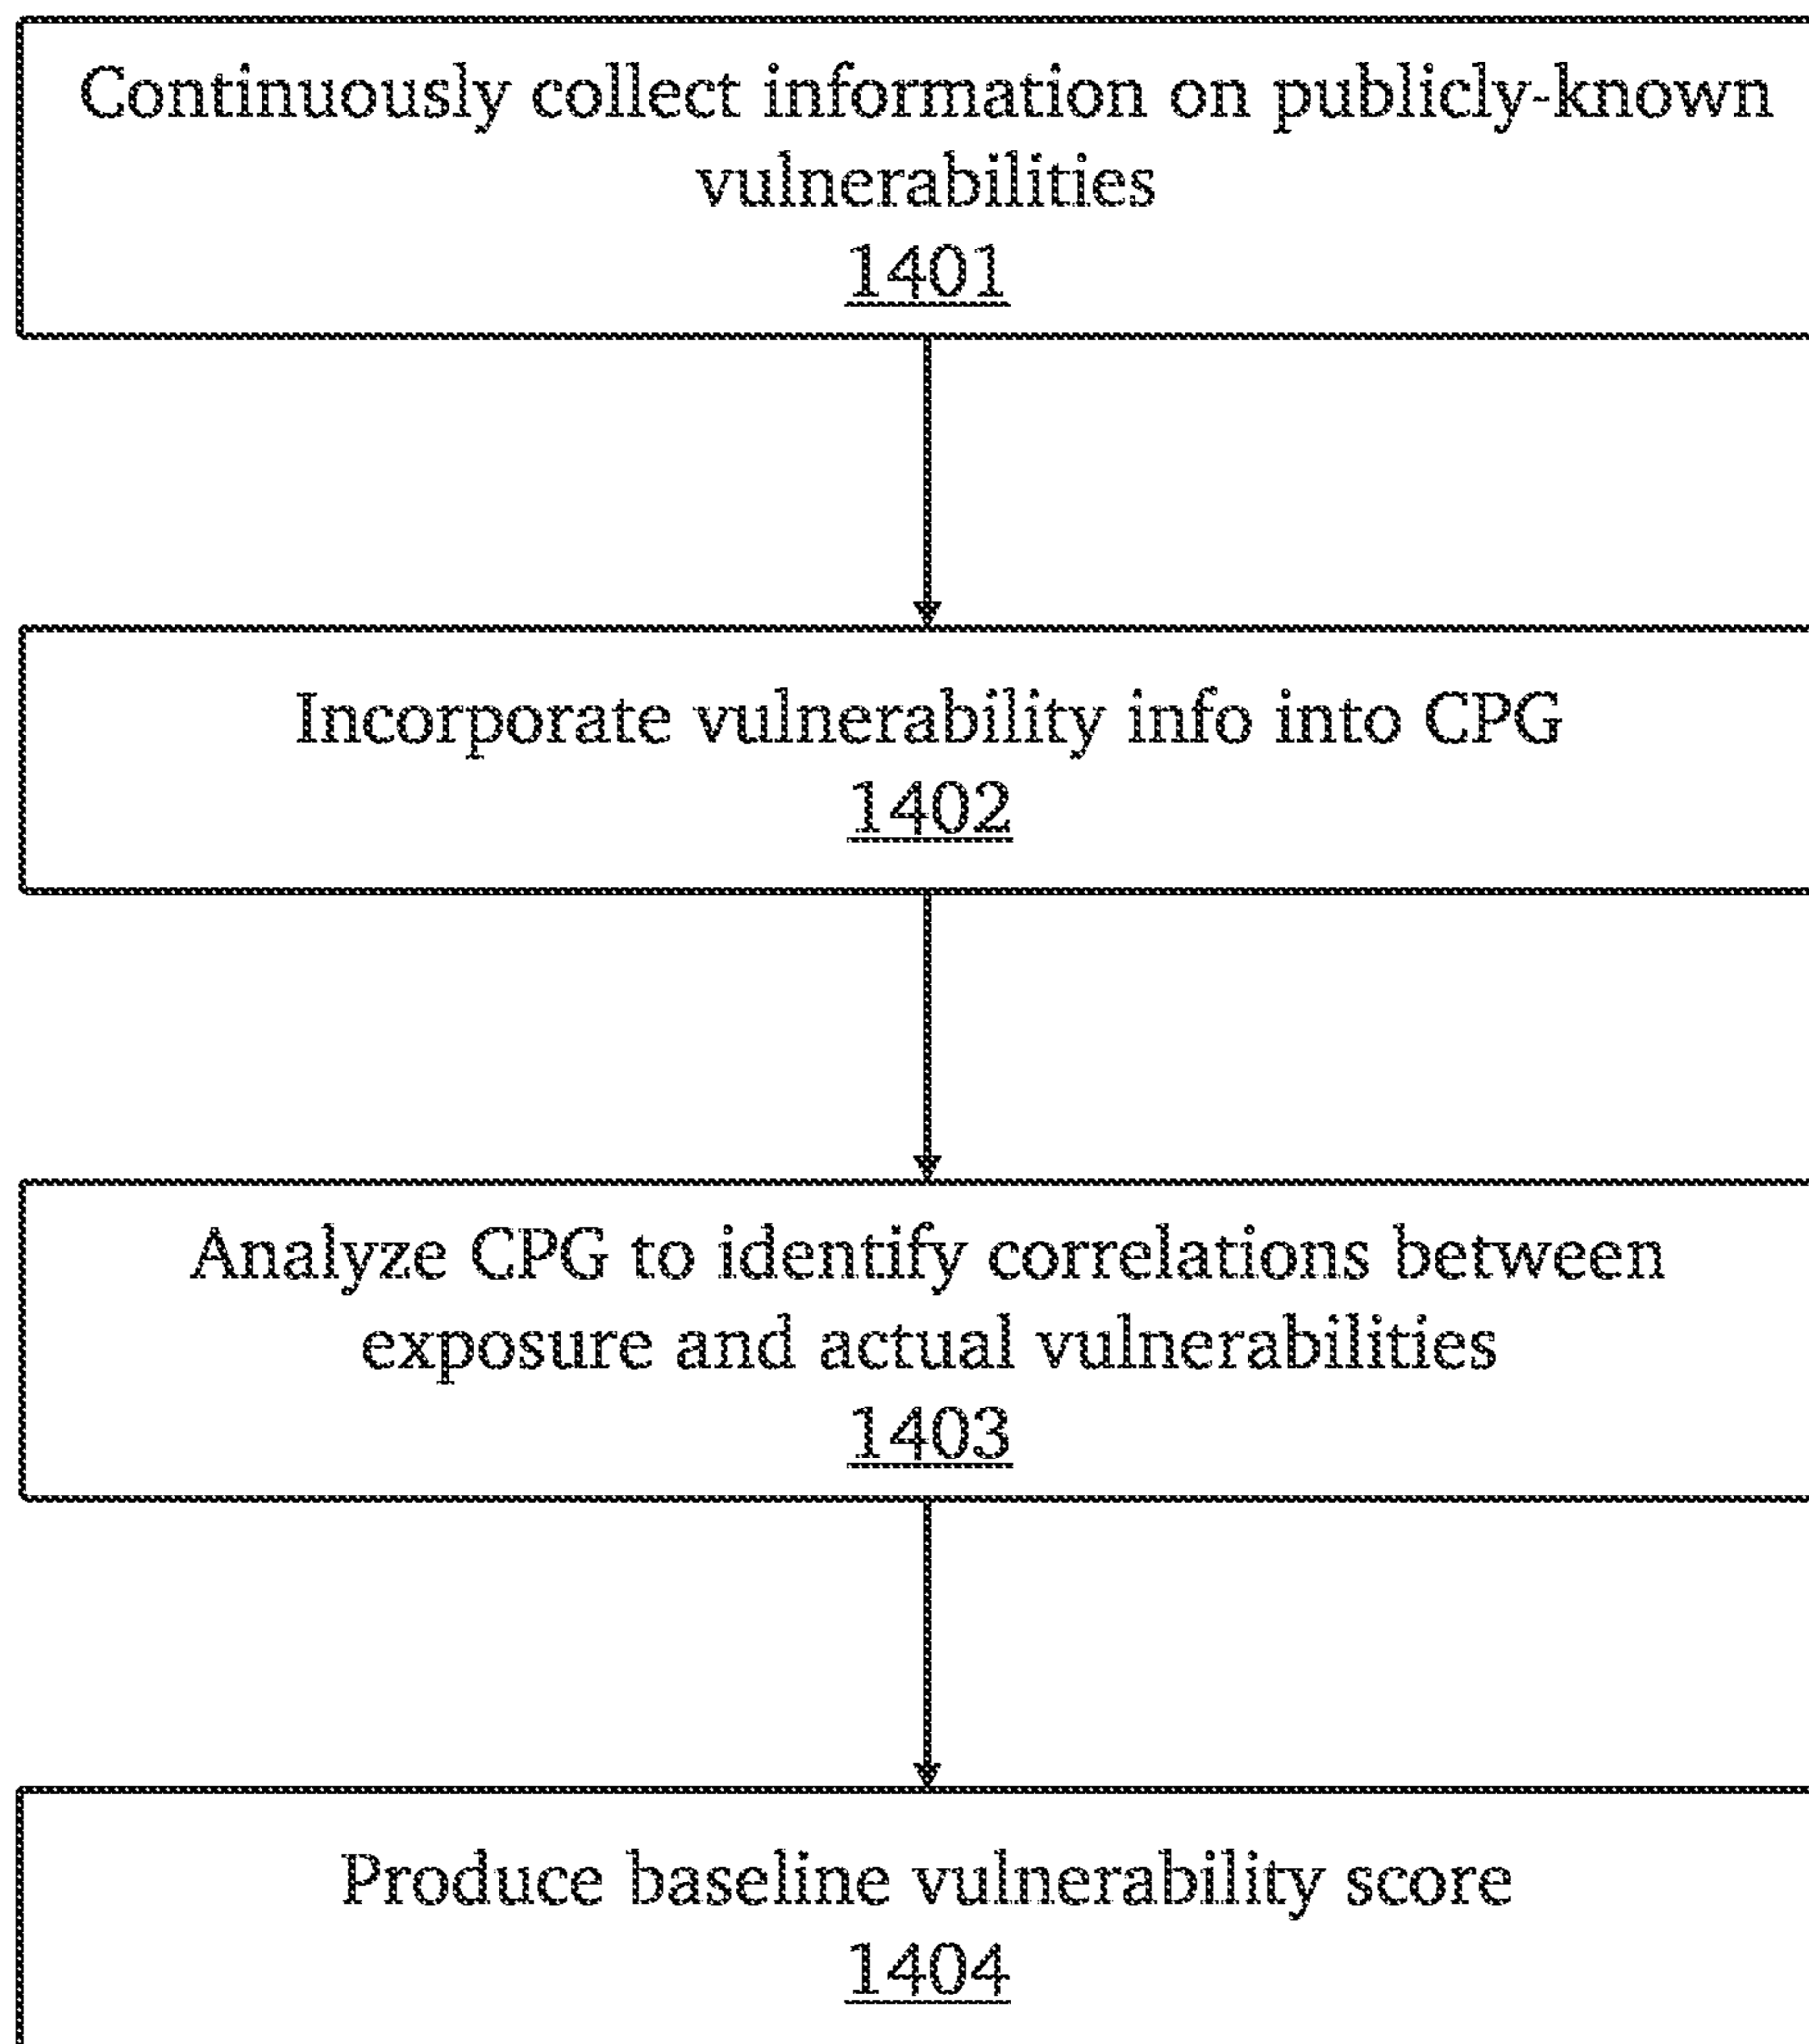 Continuously collect information on publicly-known
vulnerabilities
1401
Incorporate vulnerability info into CPG
1402
Analyze CPG to identify correlations between
exposure and actual vulnerabilities
1403
Produce baseline vulnerability score
1404